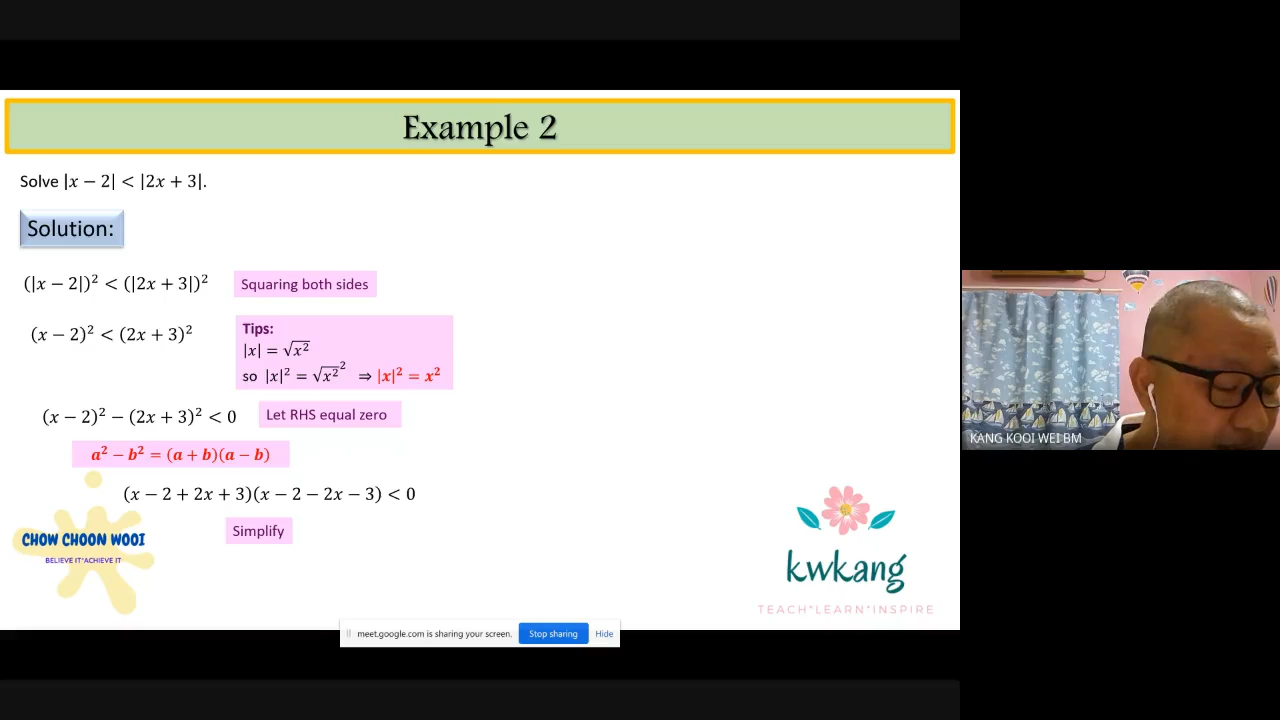 Example 2
Solve |x − 2| < |2x + 3|.
Solution:
(|x − 2|)² < (|2x + 3|)² Squaring both sides
(x − 2)² < (2x + 3)²
Tips:
|x| = √x²
so |x|² = √x²² ⇒ |x|² = x²
(x − 2)² − (2x + 3)² < 0 Let RHS equal zero
a² − b² = (a + b)(a − b)
(x − 2 + 2x + 3)(x − 2 − 2x − 3) < 0
Simplify
CHOW CHOON WOOI
BELIEVE IT*ACHIEVE IT
kwkang
TEACH*LEARN*INSPIRE
meet.google.com is sharing your screen. Stop sharing Hide
KANG KOOI WEI BM